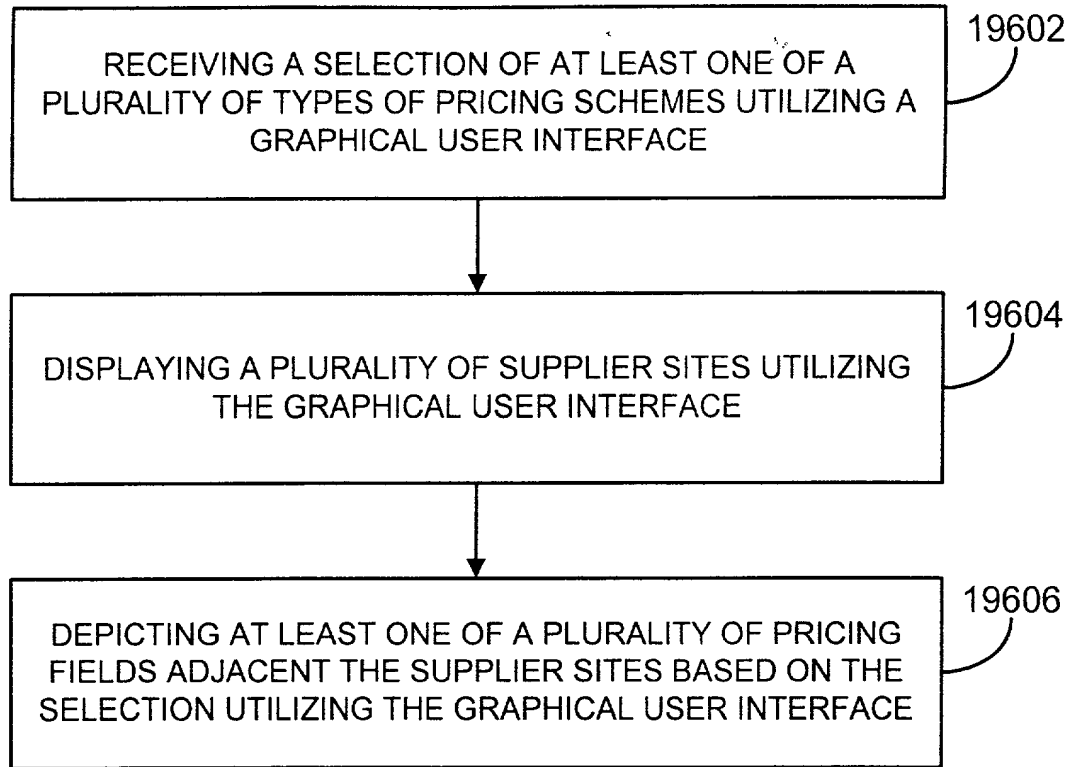 RECEIVING A SELECTION OF AT LEAST ONE OF A
PLURALITY OF TYPES OF PRICING SCHEMES UTILIZING A
GRAPHICAL USER INTERFACE
19602
DISPLAYING A PLURALITY OF SUPPLIER SITES UTILIZING
THE GRAPHICAL USER INTERFACE
19604
DEPICTING AT LEAST ONE OF A PLURALITY OF PRICING
FIELDS ADJACENT THE SUPPLIER SITES BASED ON THE
SELECTION UTILIZING THE GRAPHICAL USER INTERFACE
19606